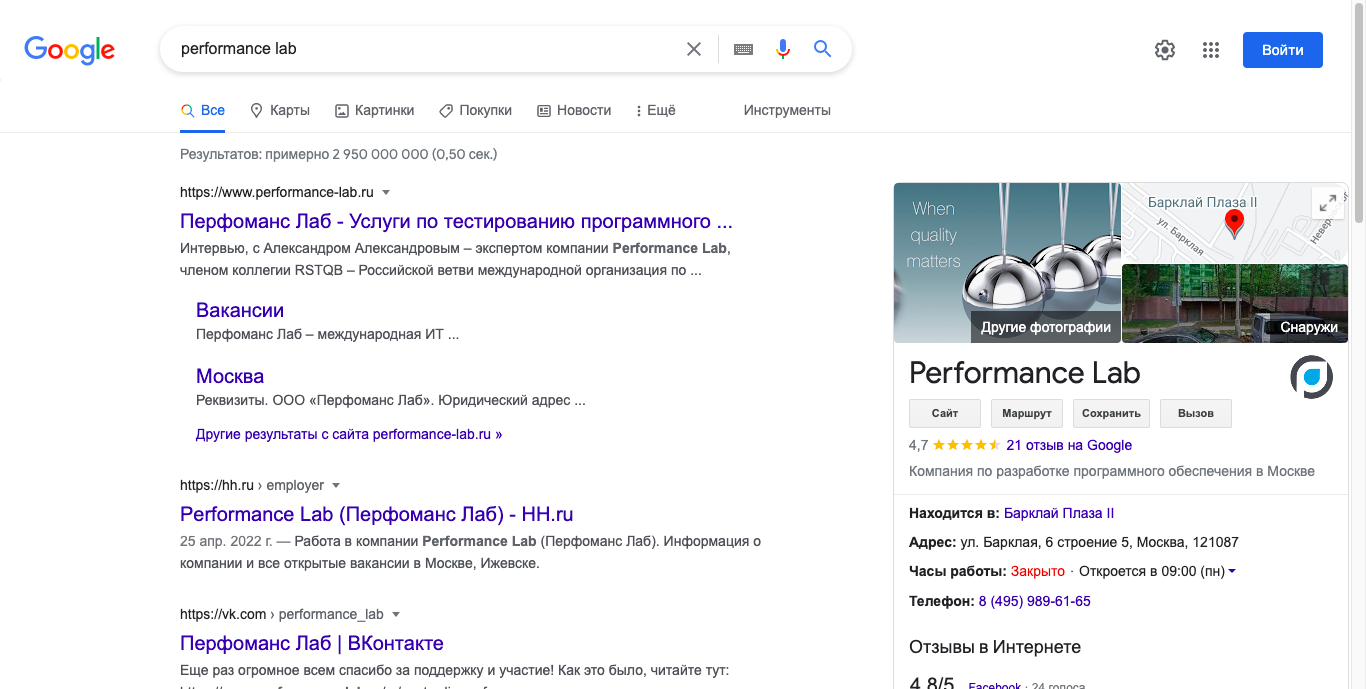 Google
performance lab
Войти
Все
Карты
Картинки
Покупки
Новости
Ещё
Инструменты
Результатов: примерно 2 950 000 000 (0,50 сек.)
https://www.performance-lab.ru
Перфоманс Лаб - Услуги по тестированию программного ...
Интервью, с Александром Александровым – экспертом компании Performance Lab,
членом коллегии RSTQB – Российской ветви международной организация по ...
Вакансии
Перфоманс Лаб – международная ИТ ...
Москва
Реквизиты. ООО «Перфоманс Лаб». Юридический адрес ...
Другие результаты с сайта performance-lab.ru »
https://hh.ru › employer
Performance Lab (Перфоманс Лаб) - HH.ru
25 апр. 2022 г. — Работа в компании Performance Lab (Перфоманс Лаб). Информация о
компании и все открытые вакансии в Москве, Ижевске.
https://vk.com › performance_lab
Перфоманс Лаб | ВКонтакте
Еще раз огромное всем спасибо за поддержку и участие! Как это было, читайте тут:
When
quality
matters
Другие фотографии
Барклай Плаза II
ул. Барклая
Снаружи
Performance Lab
Сайт
Маршрут
Сохранить
Вызов
4,7 21 отзыв на Google
Компания по разработке программного обеспечения в Москве
Находится в: Барклай Плаза II
Адрес: ул. Барклая, 6 строение 5, Москва, 121087
Часы работы: Закрыто · Откроется в 09:00 (пн)
Телефон: 8 (495) 989-61-65
Отзывы в Интернете
4,8/5 Facebook · 24 голоса